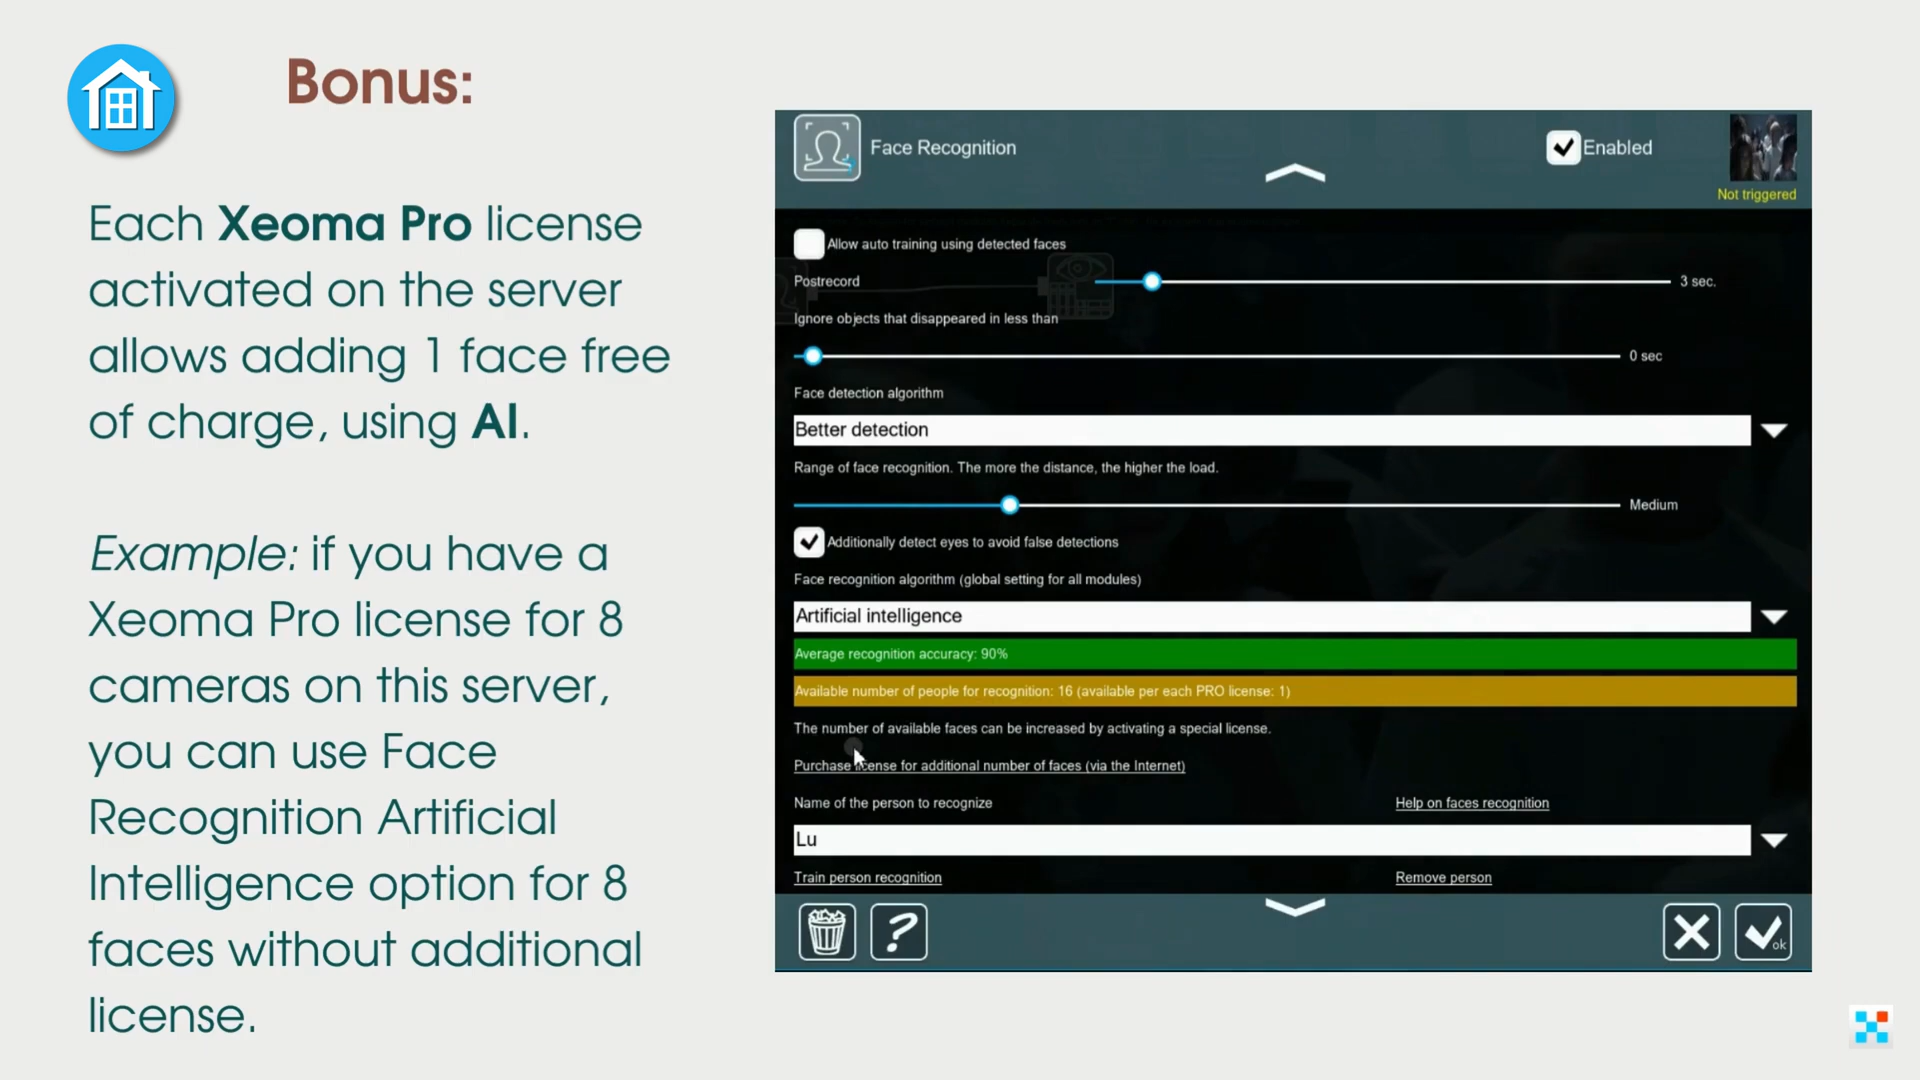 Bonus:
Each Xeoma Pro license
activated on the server
allows adding 1 face free
of charge, using AI.
Example: if you have a
Xeoma Pro license for 8
cameras on this server,
you can use Face
Recognition Artificial
Intelligence option for 8
faces without additional
license.
Face Recognition
Enabled
Not triggered
Allow auto training using detected faces
Postrecord 3 sec.
Ignore objects that disappeared in less than
0 sec
Face detection algorithm
Better detection
Range of face recognition. The more the distance, the higher the load.
Medium
Additionally detect eyes to avoid false detections
Face recognition algorithm (global setting for all modules)
Artificial intelligence
Average recognition accuracy: 90%
Available number of people for recognition: 16 (available per each PRO license: 1)
The number of available faces can be increased by activating a special license.
Purchase license for additional number of faces (via the Internet)
Name of the person to recognize Help on faces recognition
Lu
Train person recognition Remove person
? ok